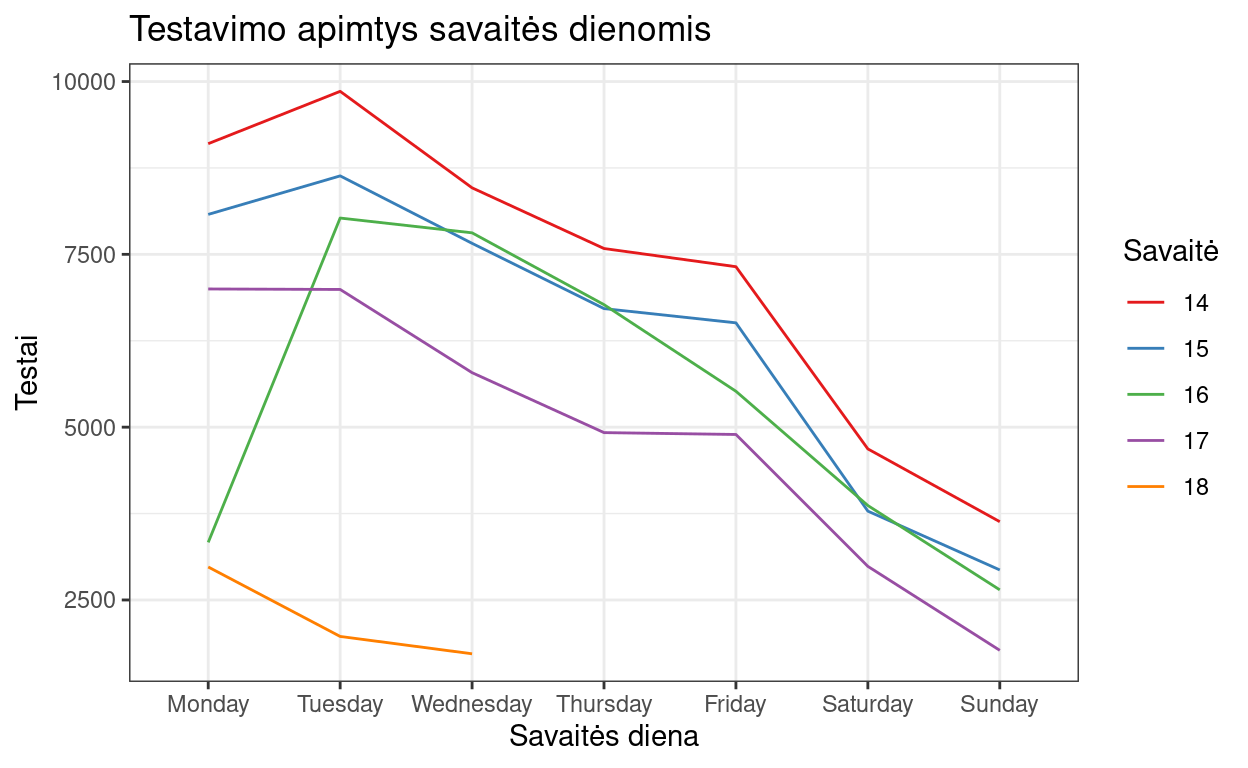 Testavimo apimtys savaitės dienomis
10000
7500
5000
2500
Testai
Monday Tuesday Wednesday Thursday Friday Saturday Sunday
Savaitės diena
Savaitė
14
15
16
17
18